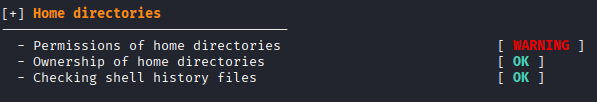 [+] Home directories
------------------------------------
- Permissions of home directories [ WARNING ]
- Ownership of home directories [ OK ]
- Checking shell history files [ OK ]